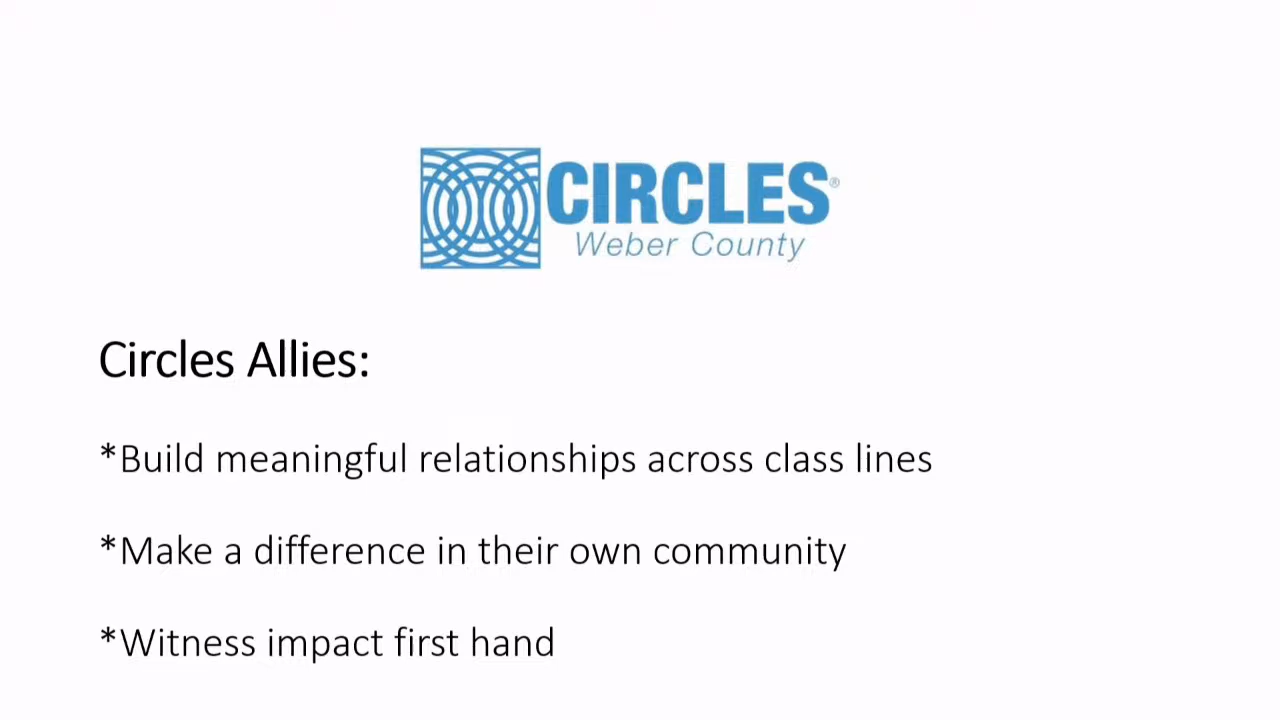 CIRCLES®
Weber County
Circles Allies:
*Build meaningful relationships across class lines
*Make a difference in their own community
*Witness impact first hand